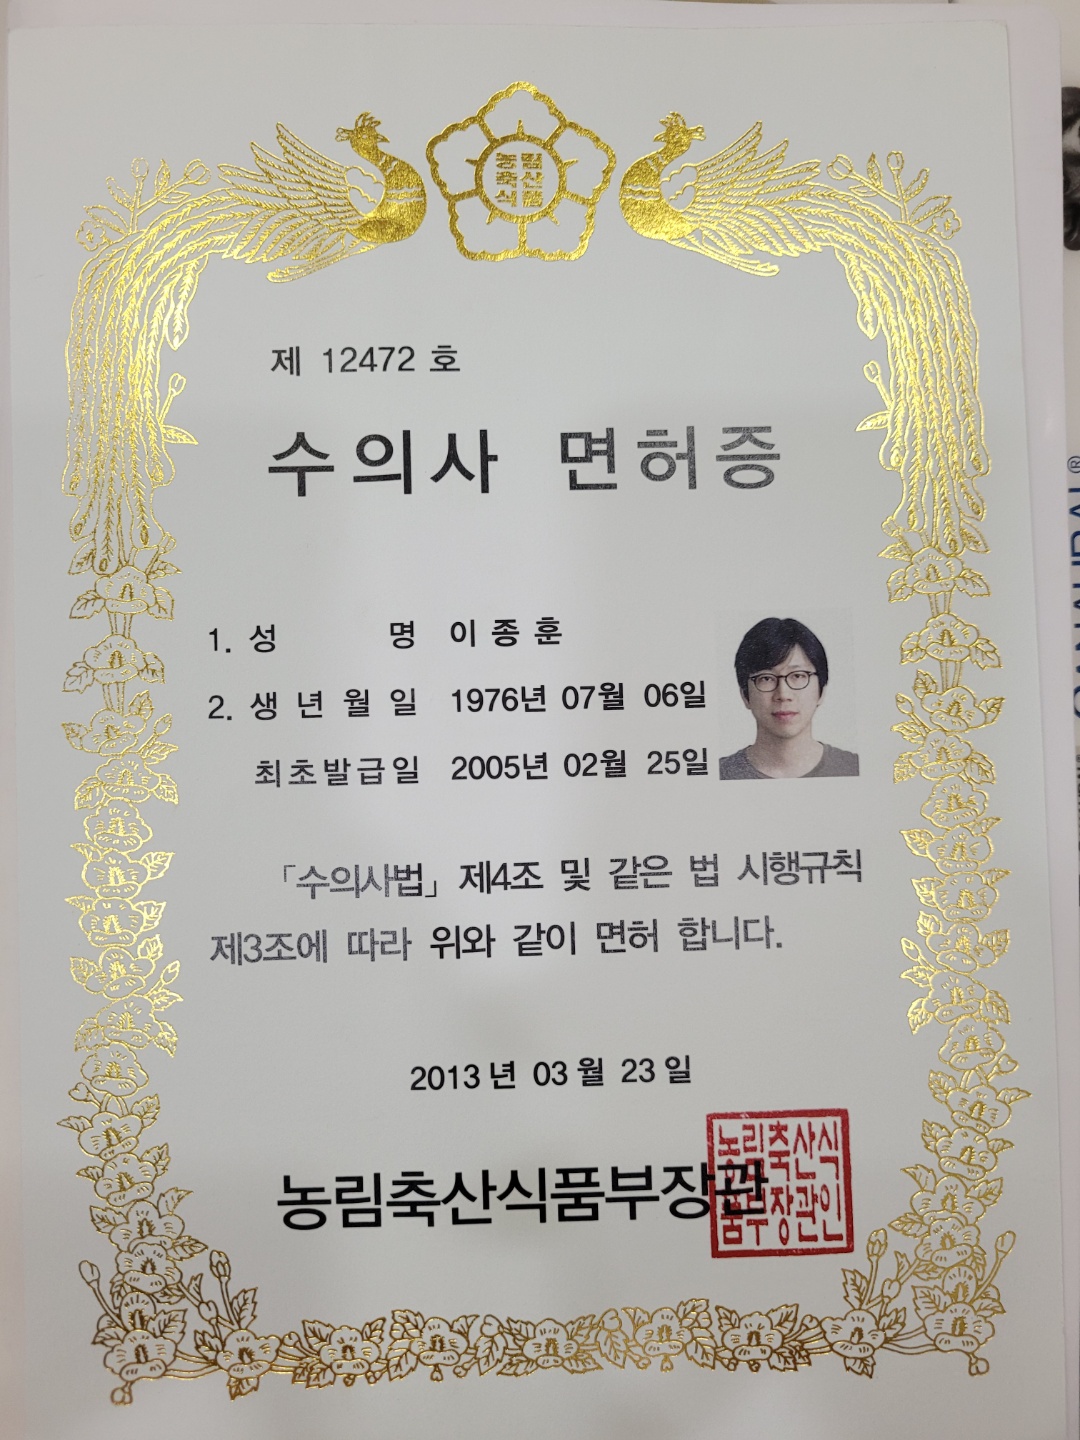 농림
축산
식품
제 12472 호
수의사 면허증
1. 성 명 이 종 훈
2. 생 년 월 일 1976년 07월 06일
최초발급일 2005년 02월 25일
「수의사법」 제4조 및 같은 법 시행규칙
제3조에 따라 위와 같이 면허 합니다.
2013 년 03 월 23 일
농림축산식품부장관
농림축산식
품부장관인